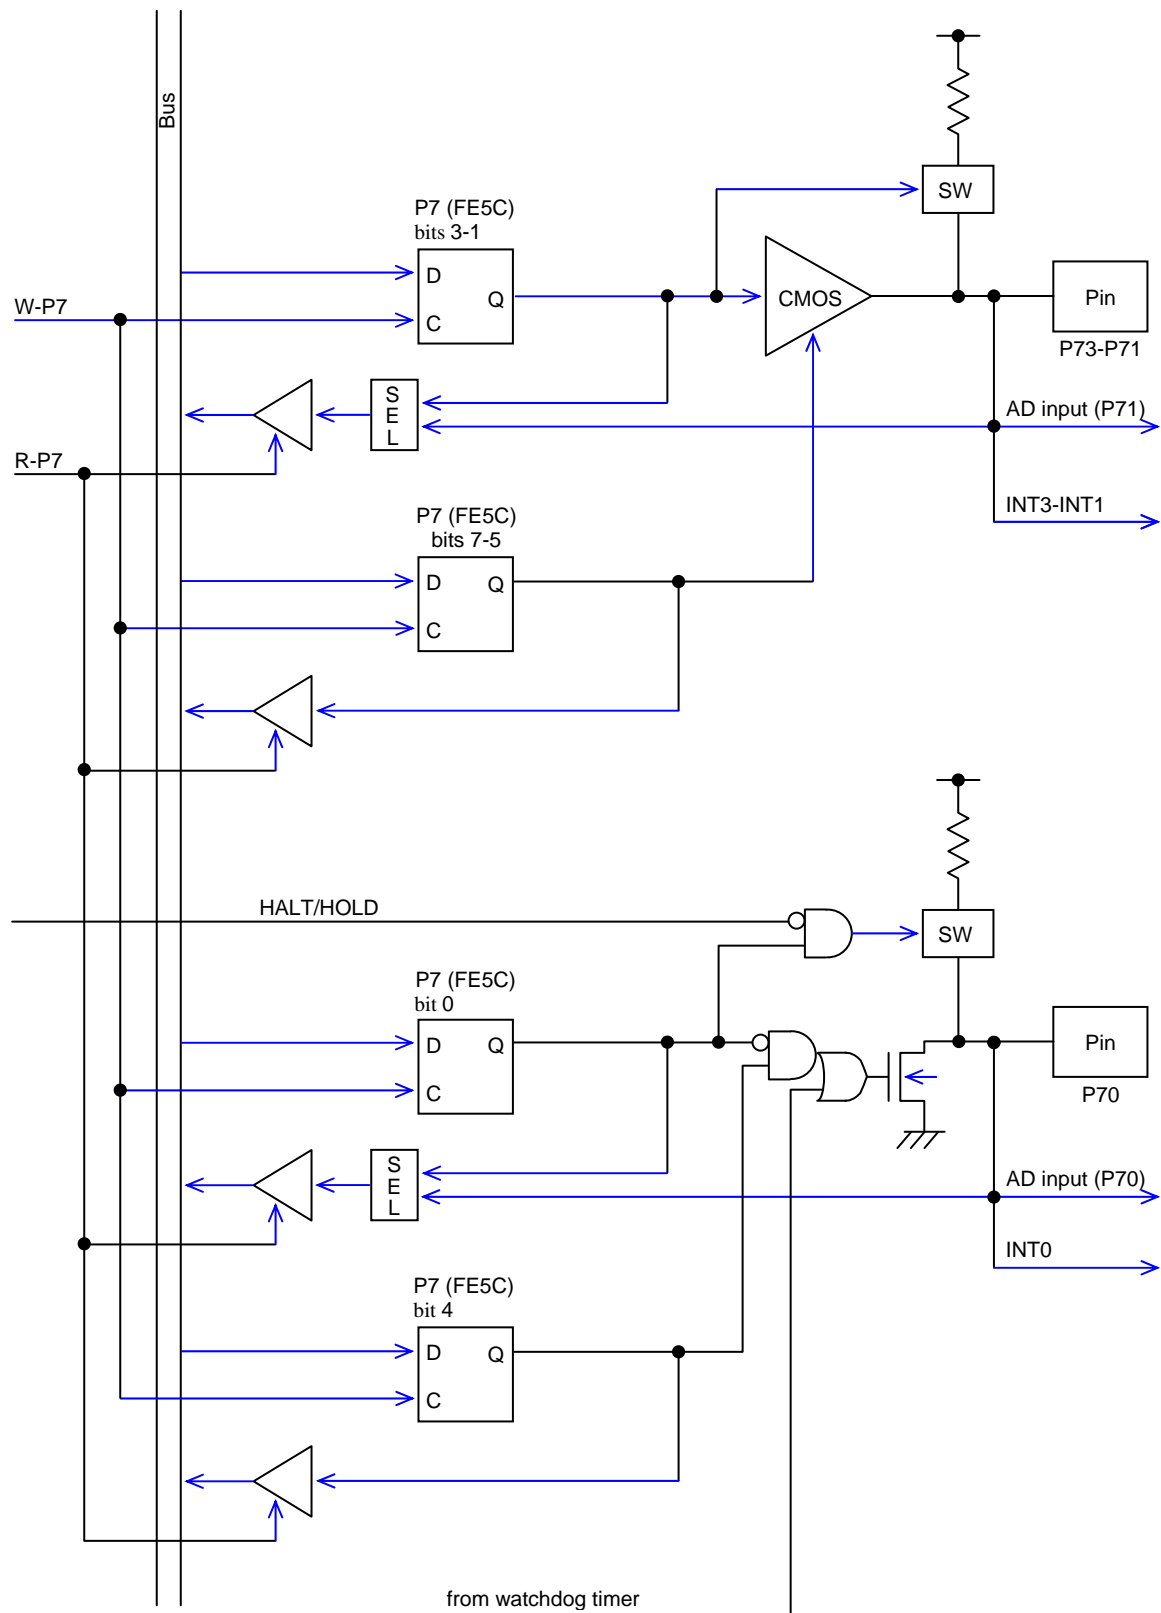 Bus
SW
P7 (FE5C)
bits 3-1
D
Q
C
CMOS
Pin
P73-P71
W-P7
SEL
AD input (P71)
R-P7
INT3-INT1
P7 (FE5C)
bits 7-5
D
Q
C
HALT/HOLD
SW
P7 (FE5C)
bit 0
D
Q
C
Pin
P70
SEL
AD input (P70)
INT0
P7 (FE5C)
bit 4
D
Q
C
from watchdog timer